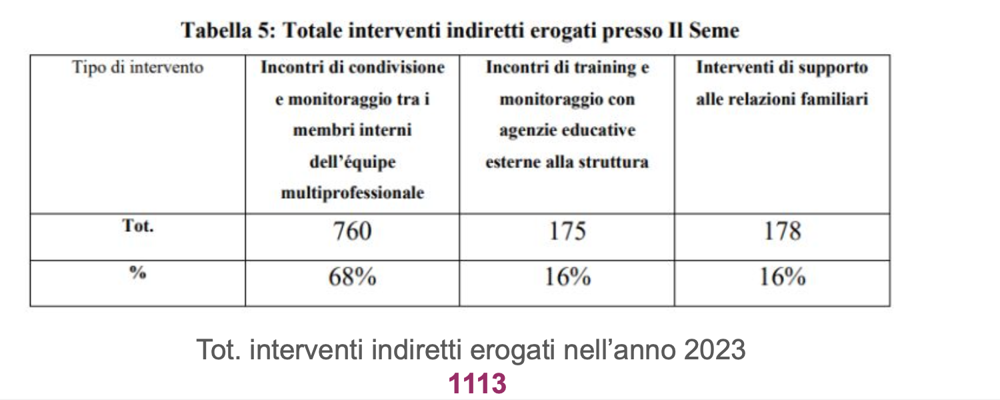 Tabella 5: Totale interventi indiretti erogati presso Il Seme
Tipo di intervento
Incontri di condivisione
e monitoraggio tra i
membri interni
dell'équipe
multiprofessionale
Incontri di training e
monitoraggio con
agenzie educative
esterne alla struttura
Interventi di supporto
alle relazioni familiari
Tot. 760 175 178
% 68% 16% 16%
Tot. interventi indiretti erogati nell'anno 2023
1113